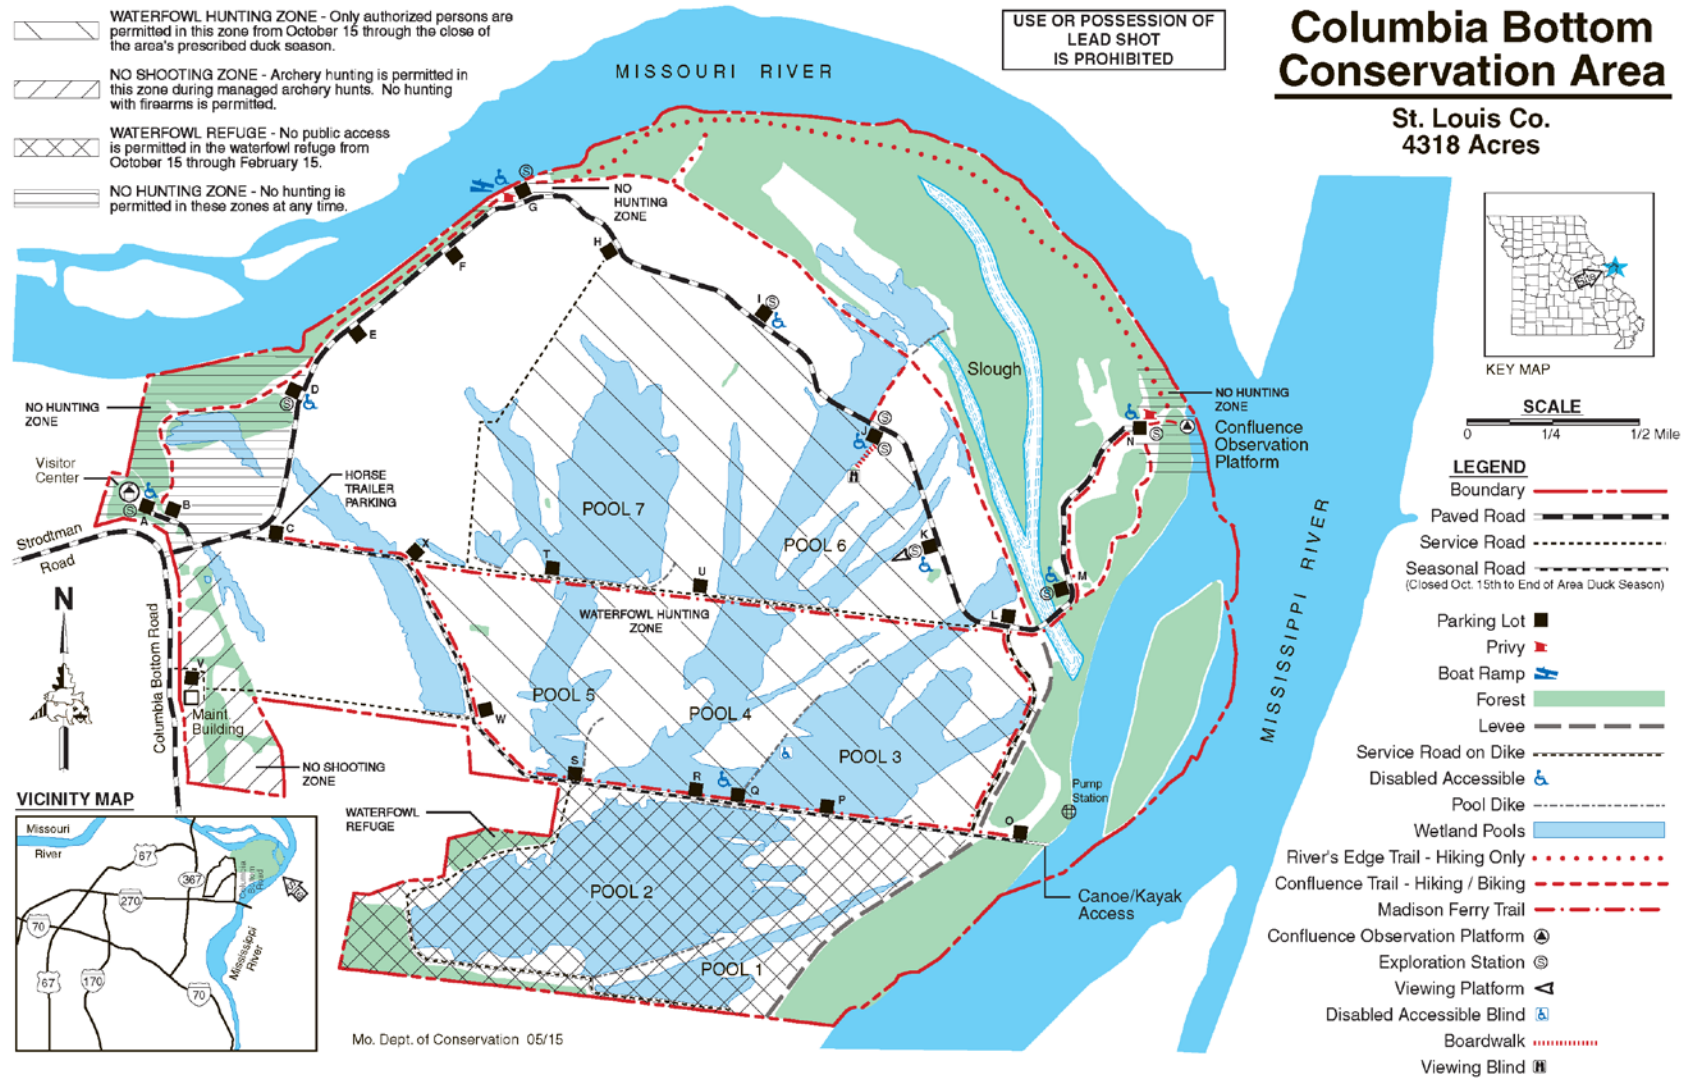 WATERFOWL HUNTING ZONE - Only authorized persons are
permitted in this zone from October 15 through the close of
the area's prescribed duck season.
NO SHOOTING ZONE - Archery hunting is permitted in
this zone during managed archery hunts. No hunting
with firearms is permitted.
WATERFOWL REFUGE - No public access
is permitted in the waterfowl refuge from
October 15 through February 15.
NO HUNTING ZONE - No hunting is
permitted in these zones at any time.
USE OR POSSESSION OF
LEAD SHOT
IS PROHIBITED
Columbia Bottom
Conservation Area
St. Louis Co.
4318 Acres
Site
KEY MAP
SCALE
0 1/4 1/2 Mile
LEGEND
Boundary
Paved Road
Service Road
Seasonal Road
(Closed Oct. 15th to End of Area Duck Season)
Parking Lot
Privy
Boat Ramp
Forest
Levee
Service Road on Dike
Disabled Accessible
Pool Dike
Wetland Pools
River's Edge Trail - Hiking Only
Confluence Trail - Hiking / Biking
Madison Ferry Trail
Confluence Observation Platform
Exploration Station S
Viewing Platform
Disabled Accessible Blind
Boardwalk
Viewing Blind
MISSOURI RIVER
S
G
NO
HUNTING
ZONE
H
F
I S
E
D
S
NO HUNTING
ZONE
Slough
NO HUNTING
ZONE
Confluence
Observation
Platform
N S
S
J
S
Visitor
Center
S A
B
HORSE
TRAILER
PARKING
C
Strodtman
Road
X
POOL 7
T
U
POOL 6
K
S
M
S
L
WATERFOWL HUNTING
ZONE
MISSISSIPPI RIVER
MISSISSIPPI RIVER
N
Columbia Bottom Road
V
Maint.
Building
NO SHOOTING
ZONE
W
POOL 5
POOL 4
POOL 3
S
R
Q
P
O
Pump
Station
WATERFOWL
REFUGE
POOL 2
POOL 1
Canoe/Kayak
Access
VICINITY MAP
Missouri
River
67
367
270
70
67
170
70
Columbia
Bottom
Road
Site
Mississippi
River
Mo. Dept. of Conservation 05/15